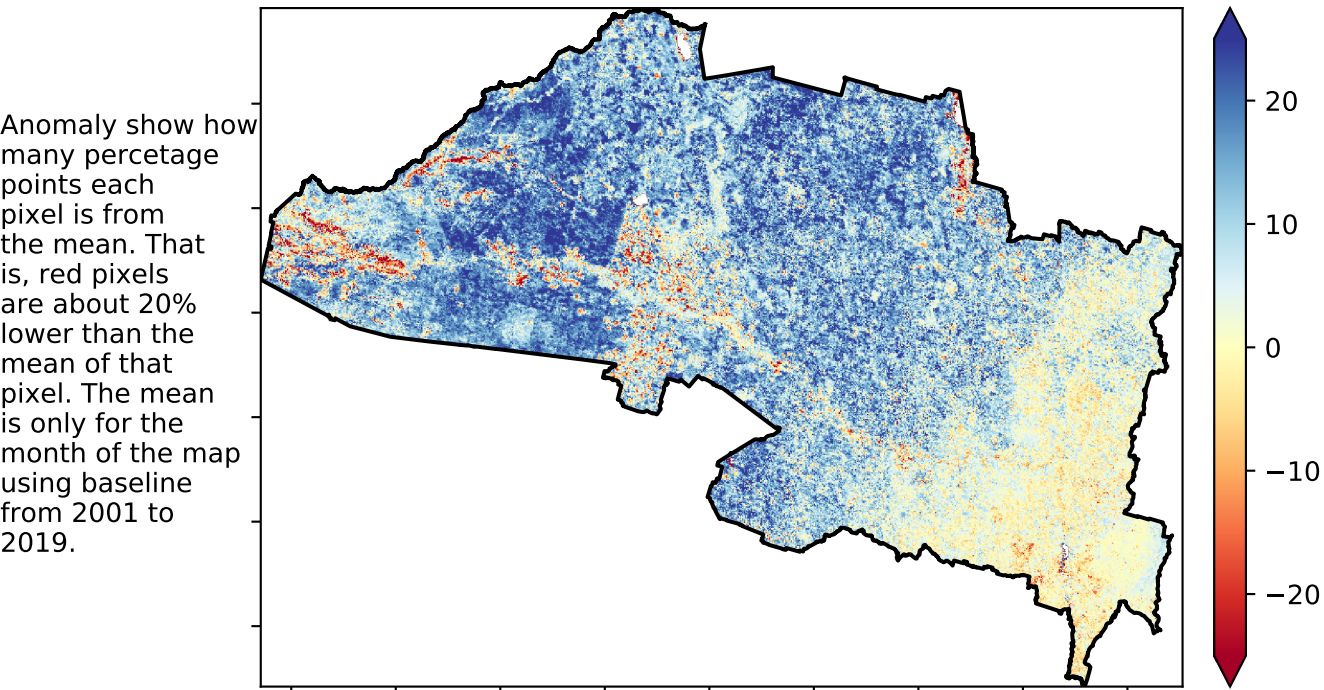 Anomaly show how
many percetage
points each
pixel is from
the mean. That
is, red pixels
are about 20%
lower than the
mean of that
pixel. The mean
is only for the
month of the map
using baseline
from 2001 to
2019.
20
10
0
−10
−20